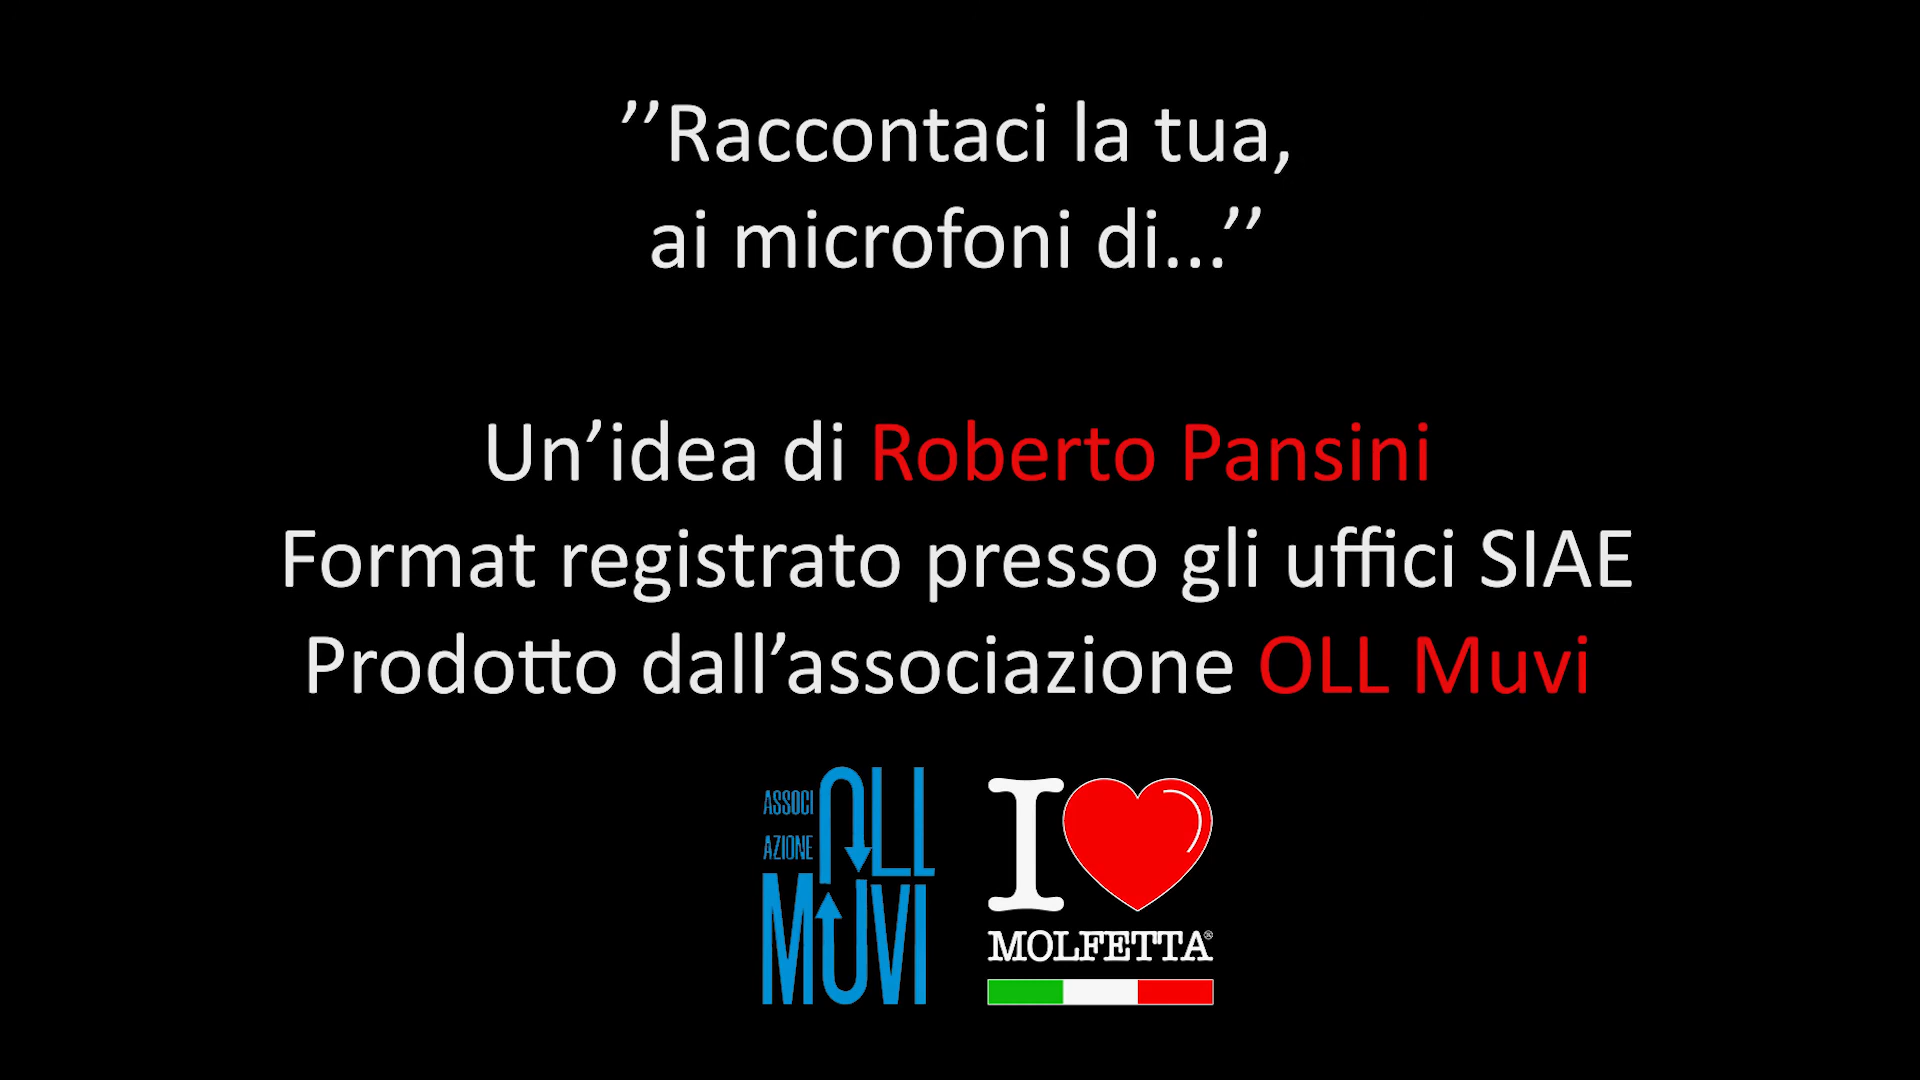 ’’Raccontaci la tua,
ai microfoni di...’’
Un’idea di Roberto Pansini
Format registrato presso gli uffici SIAE
Prodotto dall’associazione OLL Muvi
ASSOCI
AZIONE
OLL
MUVI
I
MOLFETTA®